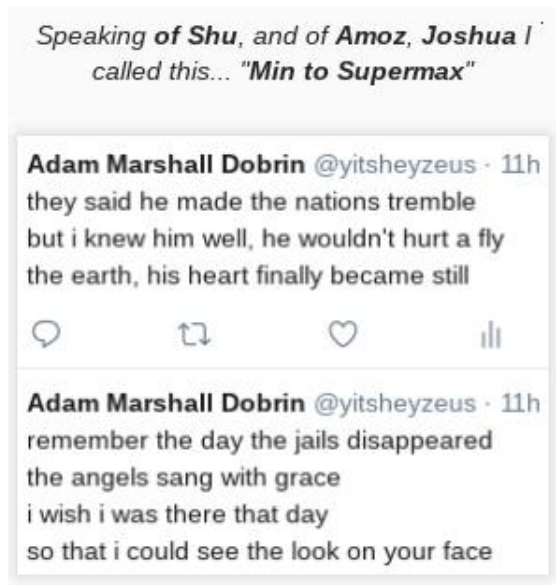 Speaking of Shu, and of Amoz, Joshua I
called this... "Min to Supermax"
Adam Marshall Dobrin @yitsheyzeus · 11h
they said he made the nations tremble
but i knew him well, he wouldn't hurt a fly
the earth, his heart finally became still
Adam Marshall Dobrin @yitsheyzeus · 11h
remember the day the jails disappeared
the angels sang with grace
i wish i was there that day
so that i could see the look on your face